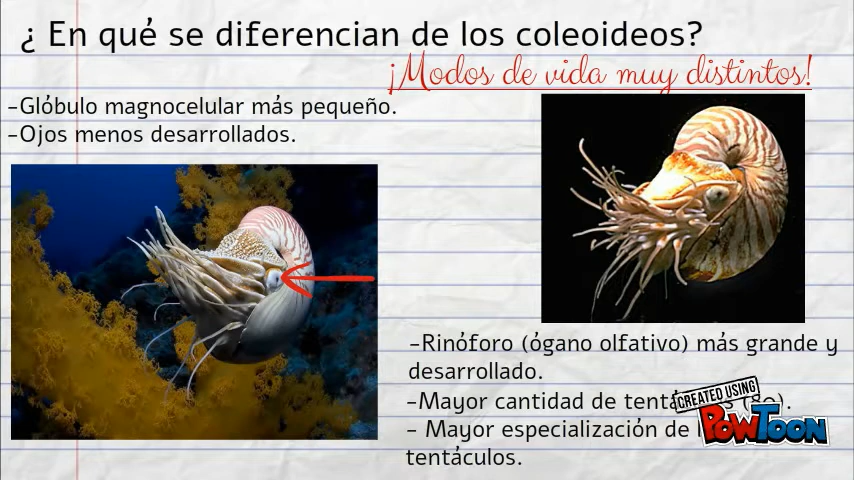 ¿ En qué se diferencian de los coleoideos?
¡Modos de vida muy distintos!
-Glóbulo magnocelular más pequeño.
-Ojos menos desarrollados.
-Rinóforo (ógano olfativo) más grande y
desarrollado.
-Mayor cantidad de
- Mayor especialización de
tentáculos.
CREATED USING
POWTOON